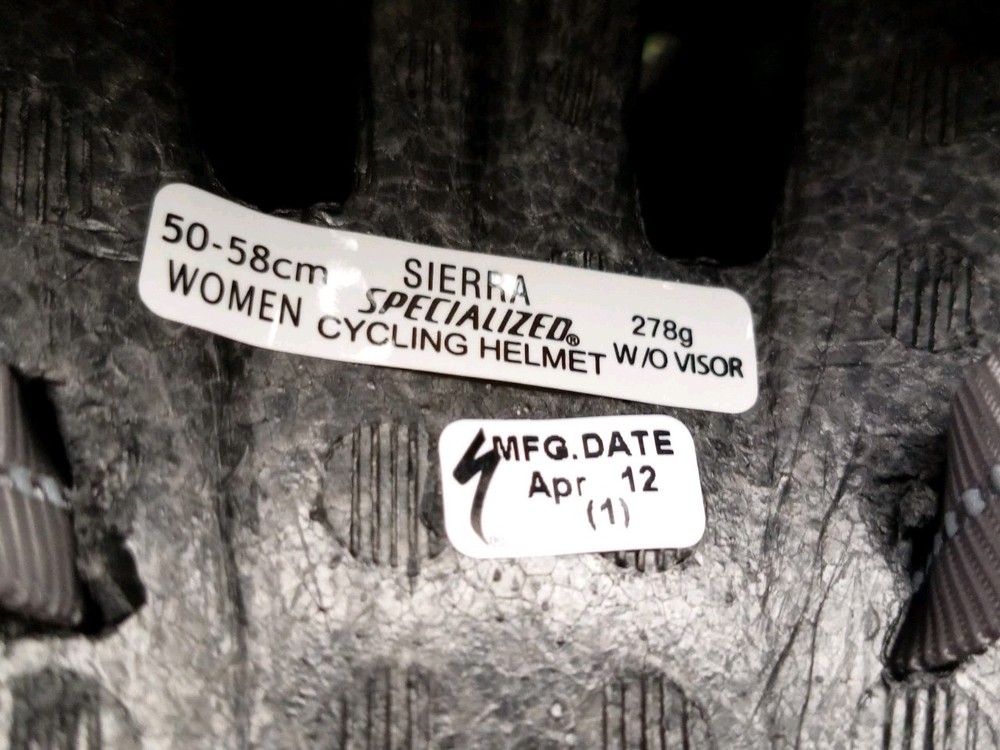 50-58cm SIERRA 278g
WOMEN SPECIALIZED® W/O VISOR
CYCLING HELMET
MFG.DATE
Apr 12
(1)